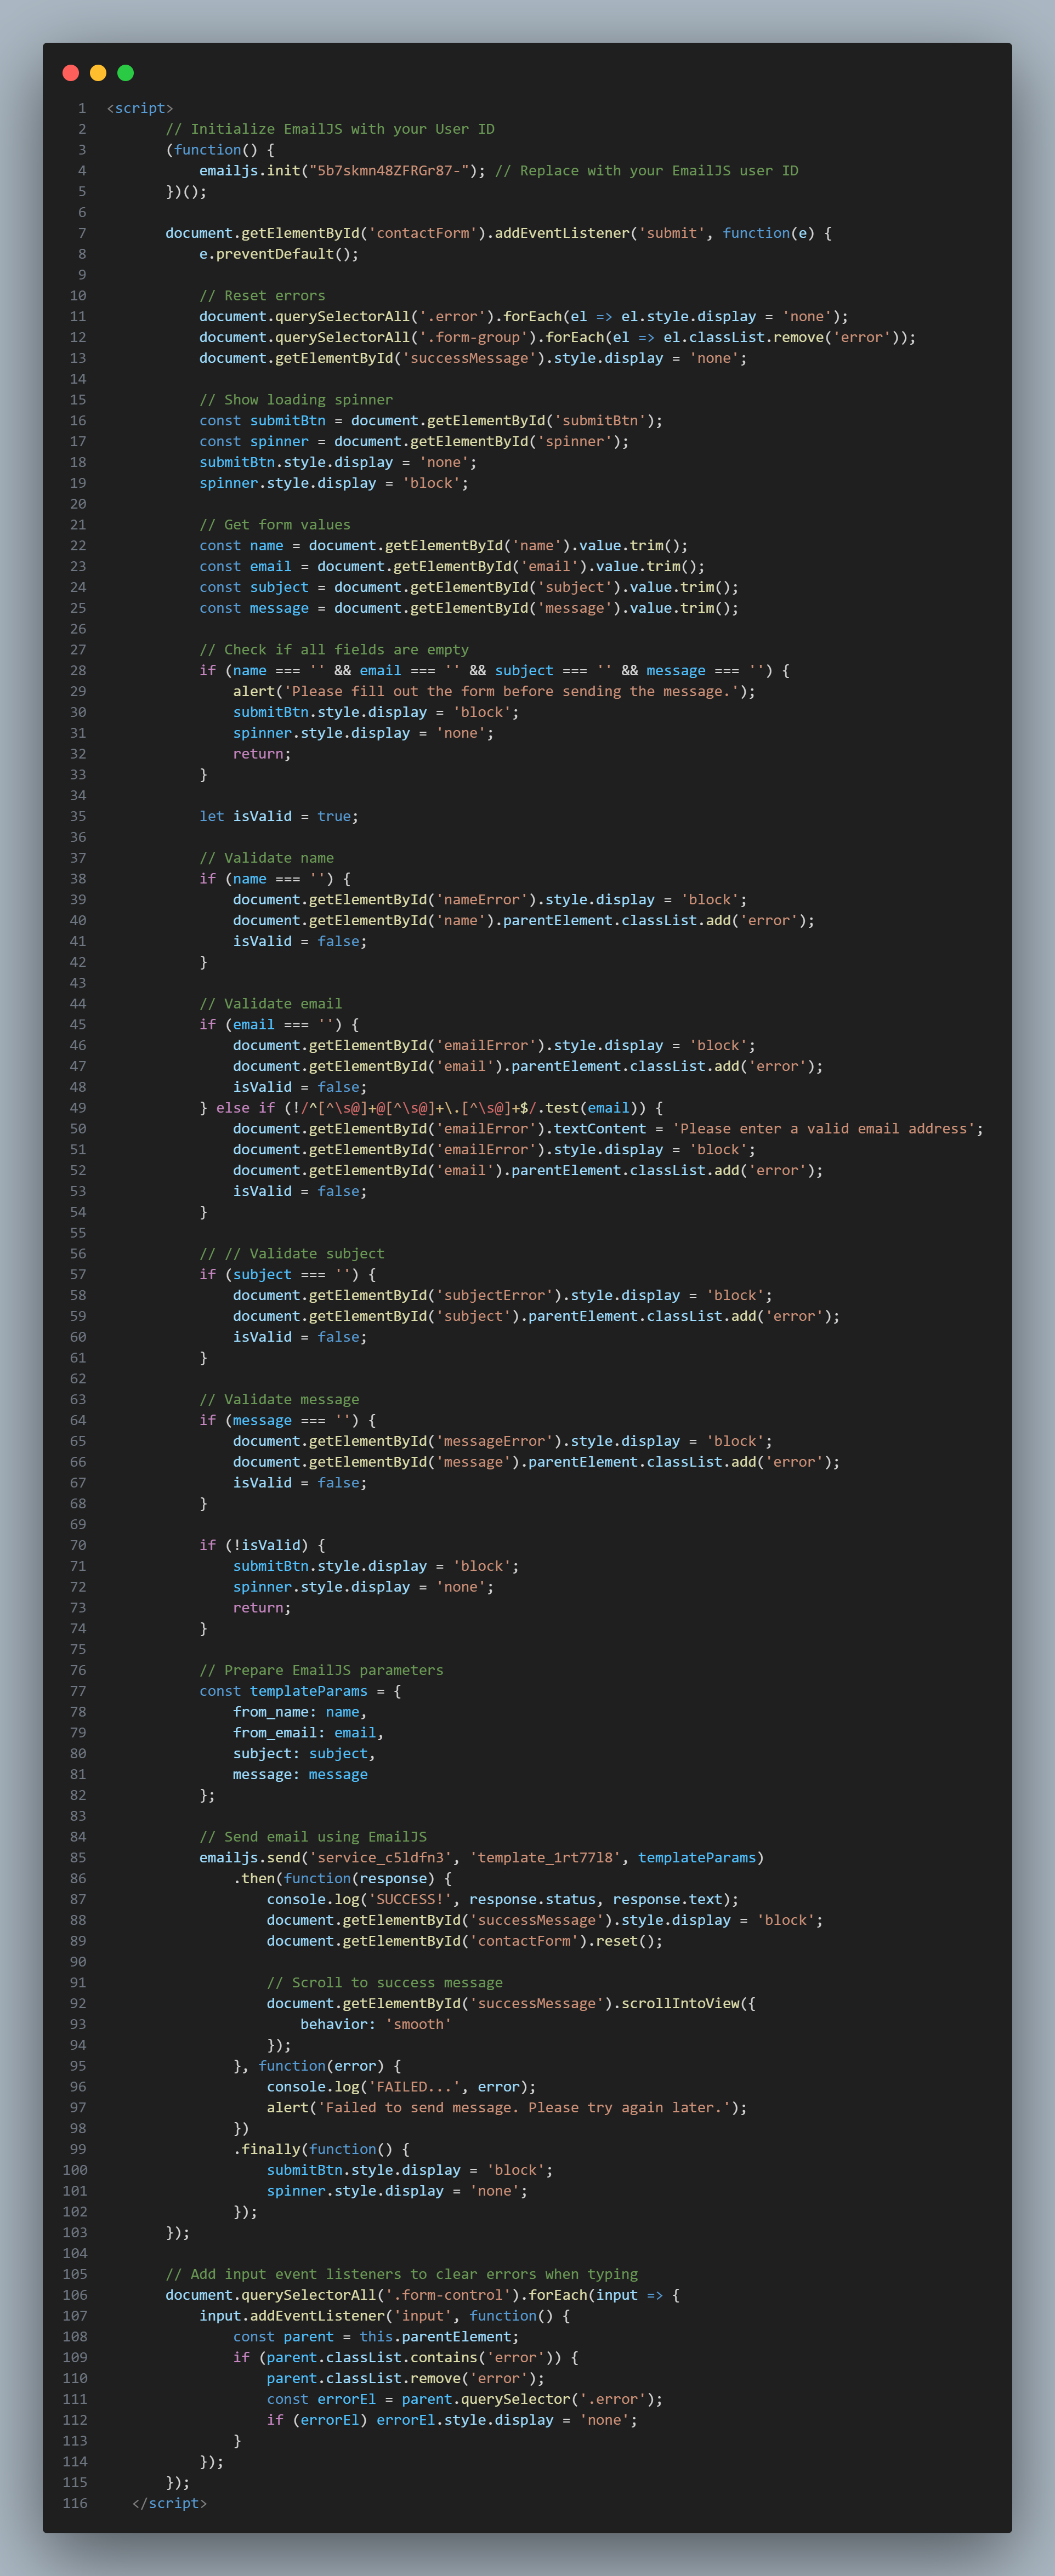 1 <script>
2 // Initialize EmailJS with your User ID
3 (function() {
4 emailjs.init("5b7skmn48ZFRGr87-"); // Replace with your EmailJS user ID
5 })();
6
7 document.getElementById('contactForm').addEventListener('submit', function(e) {
8 e.preventDefault();
9
10 // Reset errors
11 document.querySelectorAll('.error').forEach(el => el.style.display = 'none');
12 document.querySelectorAll('.form-group').forEach(el => el.classList.remove('error'));
13 document.getElementById('successMessage').style.display = 'none';
14
15 // Show loading spinner
16 const submitBtn = document.getElementById('submitBtn');
17 const spinner = document.getElementById('spinner');
18 submitBtn.style.display = 'none';
19 spinner.style.display = 'block';
20
21 // Get form values
22 const name = document.getElementById('name').value.trim();
23 const email = document.getElementById('email').value.trim();
24 const subject = document.getElementById('subject').value.trim();
25 const message = document.getElementById('message').value.trim();
26
27 // Check if all fields are empty
28 if (name === '' && email === '' && subject === '' && message === '') {
29 alert('Please fill out the form before sending the message.');
30 submitBtn.style.display = 'block';
31 spinner.style.display = 'none';
32 return;
33 }
34
35 let isValid = true;
36
37 // Validate name
38 if (name === '') {
39 document.getElementById('nameError').style.display = 'block';
40 document.getElementById('name').parentElement.classList.add('error');
41 isValid = false;
42 }
43
44 // Validate email
45 if (email === '') {
46 document.getElementById('emailError').style.display = 'block';
47 document.getElementById('email').parentElement.classList.add('error');
48 isValid = false;
49 } else if (!/^[^\s@]+@[^\s@]+\.[^\s@]+$/.test(email)) {
50 document.getElementById('emailError').textContent = 'Please enter a valid email address';
51 document.getElementById('emailError').style.display = 'block';
52 document.getElementById('email').parentElement.classList.add('error');
53 isValid = false;
54 }
55
56 // // Validate subject
57 if (subject === '') {
58 document.getElementById('subjectError').style.display = 'block';
59 document.getElementById('subject').parentElement.classList.add('error');
60 isValid = false;
61 }
62
63 // Validate message
64 if (message === '') {
65 document.getElementById('messageError').style.display = 'block';
66 document.getElementById('message').parentElement.classList.add('error');
67 isValid = false;
68 }
69
70 if (!isValid) {
71 submitBtn.style.display = 'block';
72 spinner.style.display = 'none';
73 return;
74 }
75
76 // Prepare EmailJS parameters
77 const templateParams = {
78 from_name: name,
79 from_email: email,
80 subject: subject,
81 message: message
82 };
83
84 // Send email using EmailJS
85 emailjs.send('service_c5ldfn3', 'template_1rt77l8', templateParams)
86 .then(function(response) {
87 console.log('SUCCESS!', response.status, response.text);
88 document.getElementById('successMessage').style.display = 'block';
89 document.getElementById('contactForm').reset();
90
91 // Scroll to success message
92 document.getElementById('successMessage').scrollIntoView({
93 behavior: 'smooth'
94 });
95 }, function(error) {
96 console.log('FAILED...', error);
97 alert('Failed to send message. Please try again later.');
98 })
99 .finally(function() {
100 submitBtn.style.display = 'block';
101 spinner.style.display = 'none';
102 });
103 });
104
105 // Add input event listeners to clear errors when typing
106 document.querySelectorAll('.form-control').forEach(input => {
107 input.addEventListener('input', function() {
108 const parent = this.parentElement;
109 if (parent.classList.contains('error')) {
110 parent.classList.remove('error');
111 const errorEl = parent.querySelector('.error');
112 if (errorEl) errorEl.style.display = 'none';
113 }
114 });
115 });
116 </script>